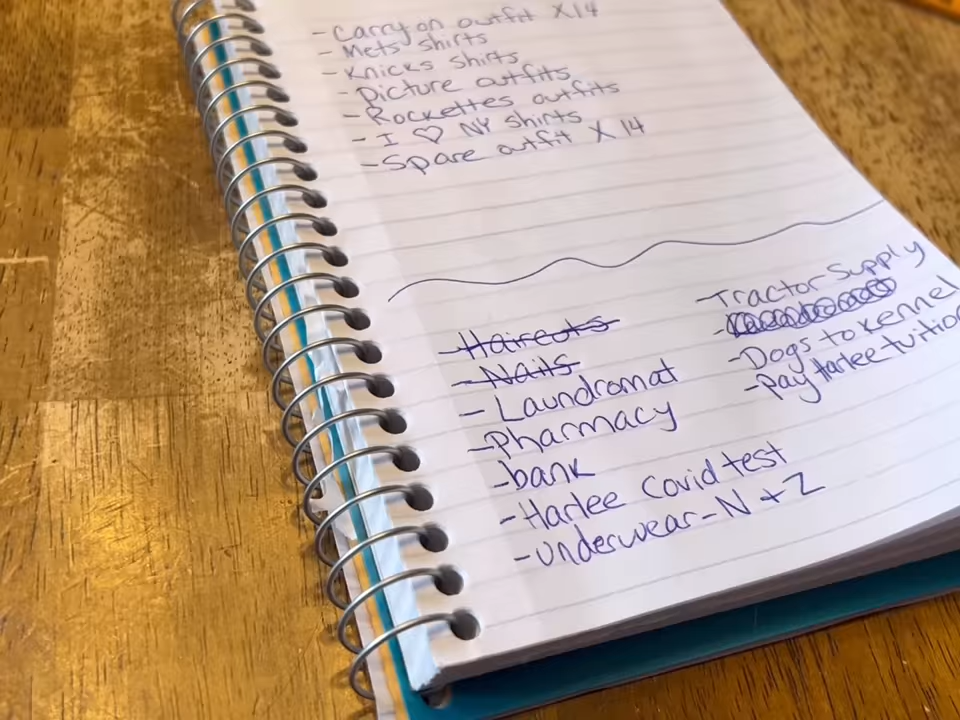 - Carry on outfit X14
- Mets shirts
- Knicks shirts
- Picture outfits
- Rockettes outfits
- I ♡ NY shirts
- Spare outfit X 14
- Haircuts
- Nails
- Laundromat
- Pharmacy
- bank
- Harlee Covid test
- underwear - N + Z
- Tractor Supply
- Dogs to kennel
- Pay Harlee tuition